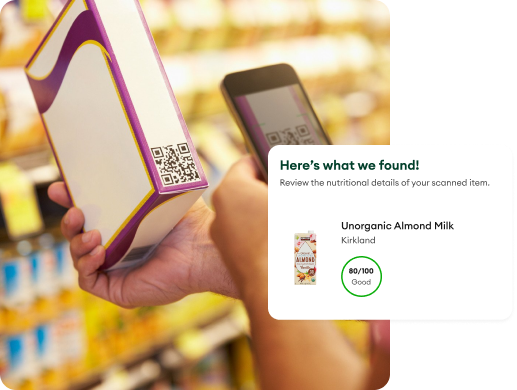 Here's what we found!
Review the nutritional details of your scanned item.
Unorganic Almond Milk
Kirkland
ALMOND
80/100
Good